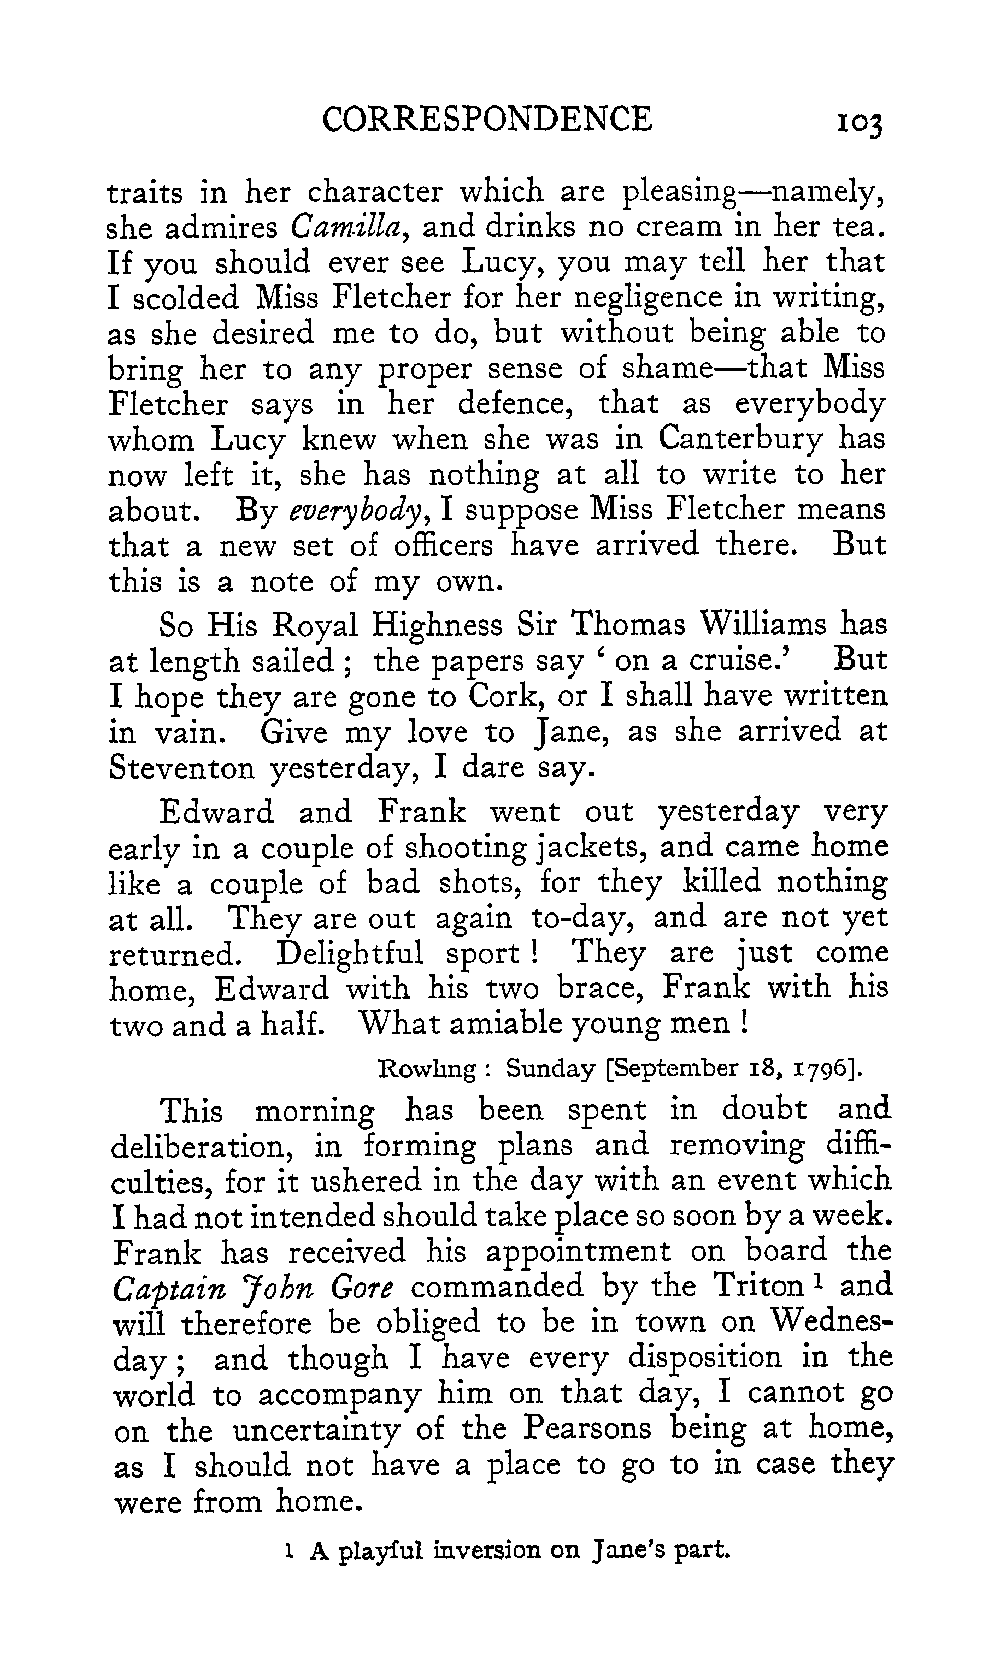 CORRESPONDENCE 103
traits in her character which are pleasing—namely,
she admires Camilla, and drinks no cream in her tea.
If you should ever see Lucy, you may tell her that
I scolded Miss Fletcher for her negligence in writing,
as she desired me to do, but without being able to
bring her to any proper sense of shame—that Miss
Fletcher says in her defence, that as everybody
whom Lucy knew when she was in Canterbury has
now left it, she has nothing at all to write to her
about. By everybody, I suppose Miss Fletcher means
that a new set of officers have arrived there. But
this is a note of my own.
So His Royal Highness Sir Thomas Williams has
at length sailed ; the papers say ‘ on a cruise.’ But
I hope they are gone to Cork, or I shall have written
in vain. Give my love to Jane, as she arrived at
Steventon yesterday, I dare say.
Edward and Frank went out yesterday very
early in a couple of shooting jackets, and came home
like a couple of bad shots, for they killed nothing
at all. They are out again to-day, and are not yet
returned. Delightful sport ! They are just come
home, Edward with his two brace, Frank with his
two and a half. What amiable young men !
Rowling : Sunday [September 18, 1796].
This morning has been spent in doubt and
deliberation, in forming plans and removing diffi-
culties, for it ushered in the day with an event which
I had not intended should take place so soon by a week.
Frank has received his appointment on board the
Captain John Gore commanded by the Triton ¹ and
will therefore be obliged to be in town on Wednes-
day ; and though I have every disposition in the
world to accompany him on that day, I cannot go
on the uncertainty of the Pearsons being at home,
as I should not have a place to go to in case they
were from home.
¹ A playful inversion on Jane's part.